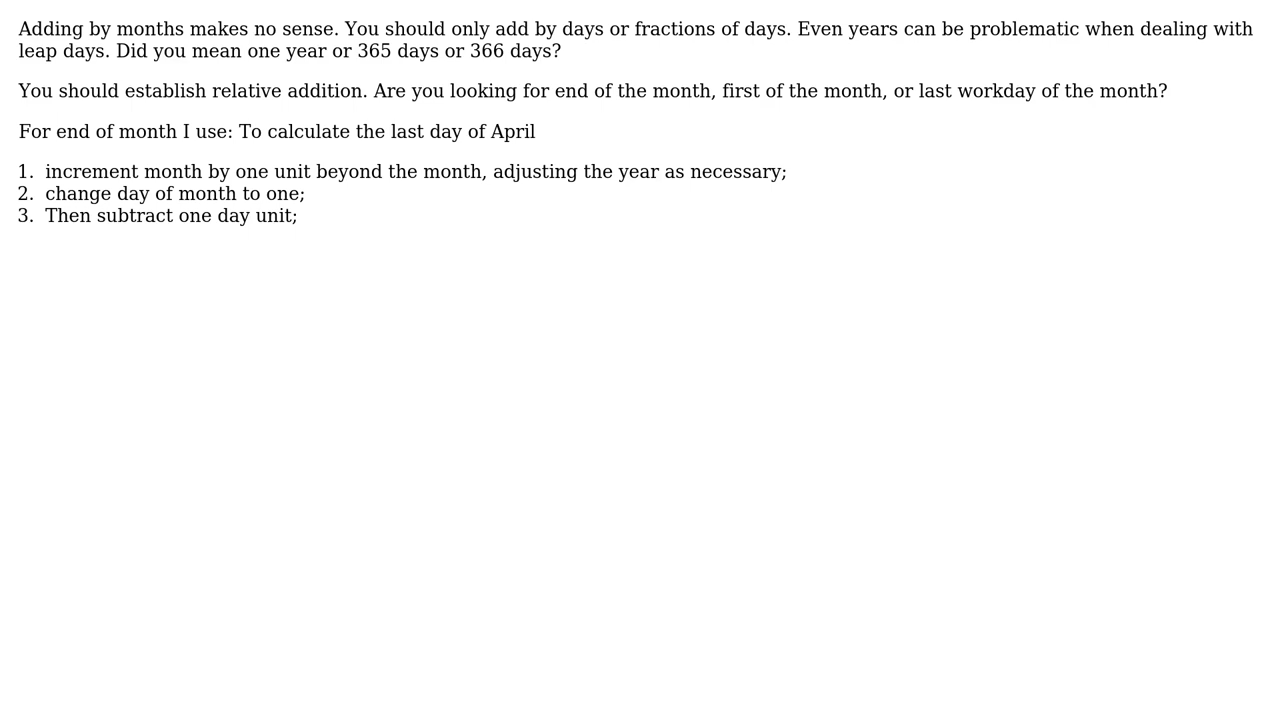 Adding by months makes no sense. You should only add by days or fractions of days. Even years can be problematic when dealing with
leap days. Did you mean one year or 365 days or 366 days?
You should establish relative addition. Are you looking for end of the month, first of the month, or last workday of the month?
For end of month I use: To calculate the last day of April
1. increment month by one unit beyond the month, adjusting the year as necessary;
2. change day of month to one;
3. Then subtract one day unit;